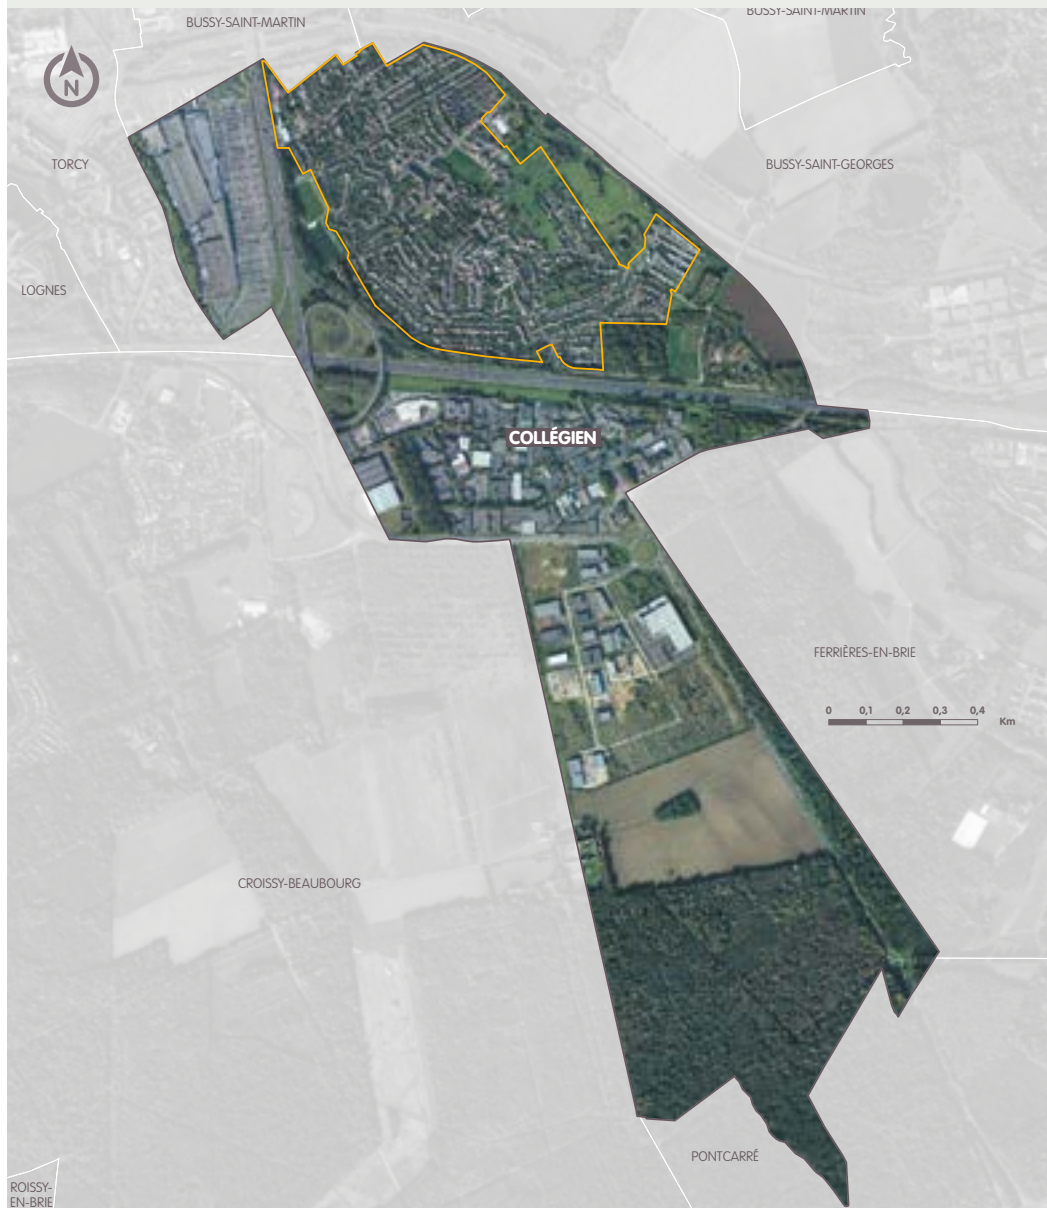 BUSSY-SAINT-MARTIN
BUSSY-SAINT-MARTIN
N
TORCY
BUSSY-SAINT-GEORGES
LOGNES
COLLÉGIEN
FERRIÈRES-EN-BRIE
0 0,1 0,2 0,3 0,4
Km
CROISSY-BEAUBOURG
PONTCARRÉ
ROISSY-
EN-BRIE